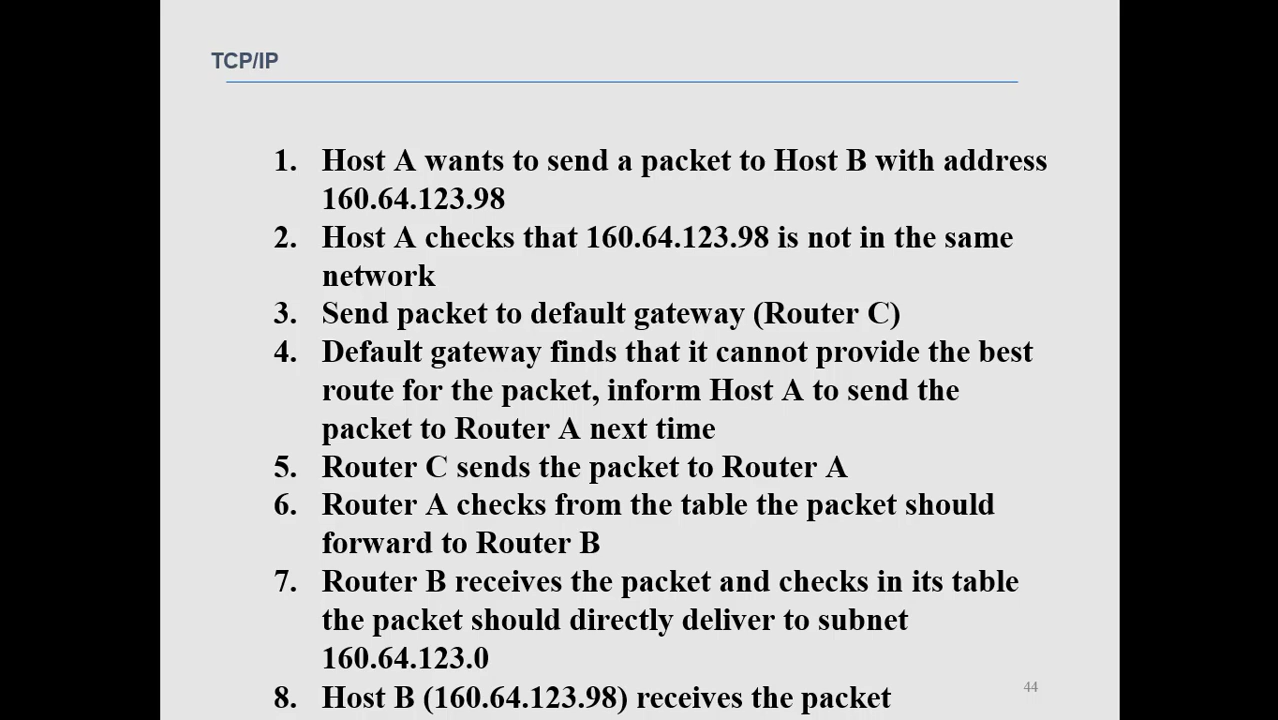 TCP/IP
1. Host A wants to send a packet to Host B with address
160.64.123.98
2. Host A checks that 160.64.123.98 is not in the same
network
3. Send packet to default gateway (Router C)
4. Default gateway finds that it cannot provide the best
route for the packet, inform Host A to send the
packet to Router A next time
5. Router C sends the packet to Router A
6. Router A checks from the table the packet should
forward to Router B
7. Router B receives the packet and checks in its table
the packet should directly deliver to subnet
160.64.123.0
8. Host B (160.64.123.98) receives the packet
44